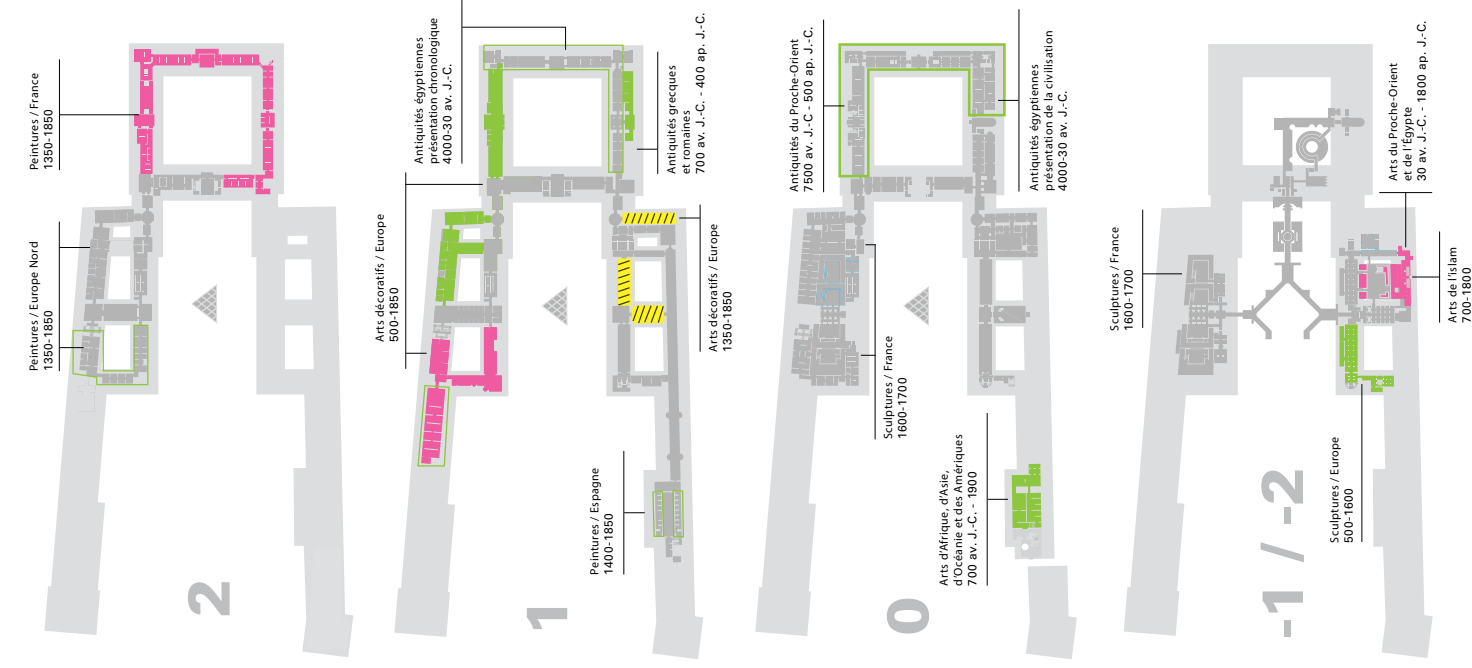 Peintures / France
1350-1850
Peintures / Europe Nord
1350-1850
2
Antiquités égyptiennes
présentation chronologique
4000-30 av. J.-C.
Antiquités grecques
et romaines
700 av. J.-C. - 400 ap. J.-C.
Arts décoratifs / Europe
500-1850
Arts décoratifs / Europe
1350-1850
Peintures / Espagne
1400-1850
1
Antiquités du Proche-Orient
7500 av. J.-C - 500 ap. J.-C.
Antiquités égyptiennes
présentation de la civilisation
4000-30 av. J.-C.
Sculptures / France
1600-1700
Arts d'Afrique, d'Asie,
d'Océanie et des Amériques
700 av. J.-C. - 1900
0
Sculptures / France
1600-1700
Arts du Proche-Orient
et de l'Égypte
30 av. J.-C. - 1800 ap. J.-C.
Arts de l'islam
700-1800
Sculptures / Europe
500-1600
-1 / -2